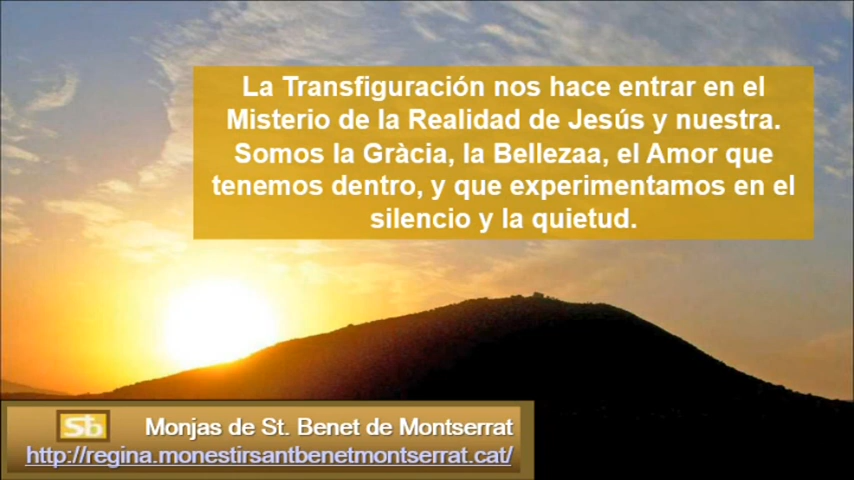 La Transfiguración nos hace entrar en el
Misterio de la Realidad de Jesús y nuestra.
Somos la Gràcia, la Bellezaa, el Amor que
tenemos dentro, y que experimentamos en el
silencio y la quietud.
Stb
Monjas de St. Benet de Montserrat
http://regina.monestirsantbenetmontserrat.cat/